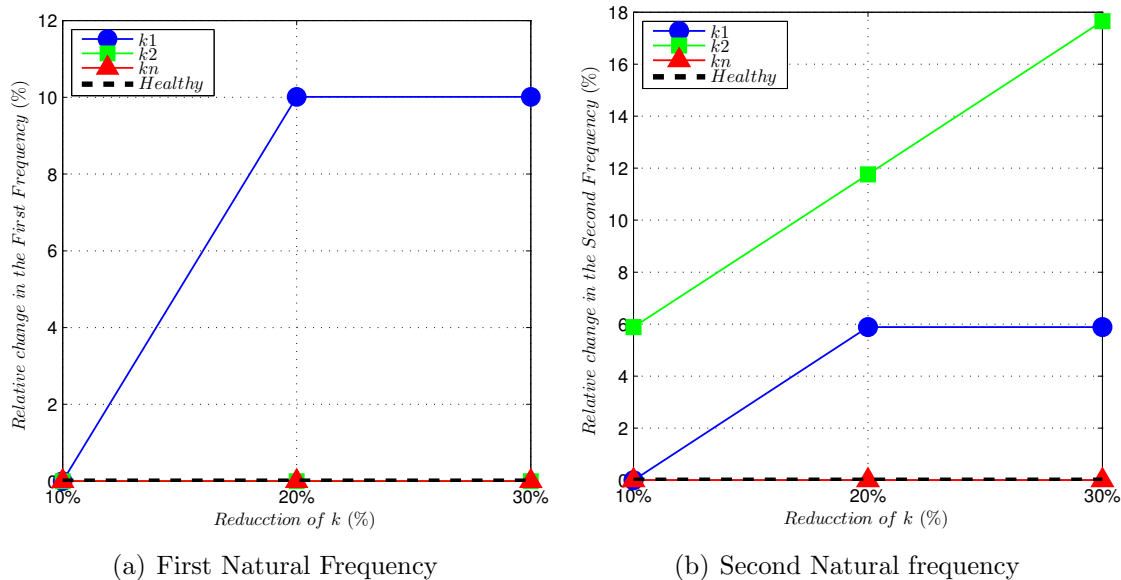 12
10
8
6
4
2
0
10%
20%
30%
Relative change in the First Frequency (%)
Reducction of k (%)
k1
k2
kn
Healthy
(a) First Natural Frequency
18
16
14
12
10
8
6
4
2
0
10%
20%
30%
Relative change in the Second Frequency (%)
Reducction of k (%)
k1
k2
kn
Healthy
(b) Second Natural frequency